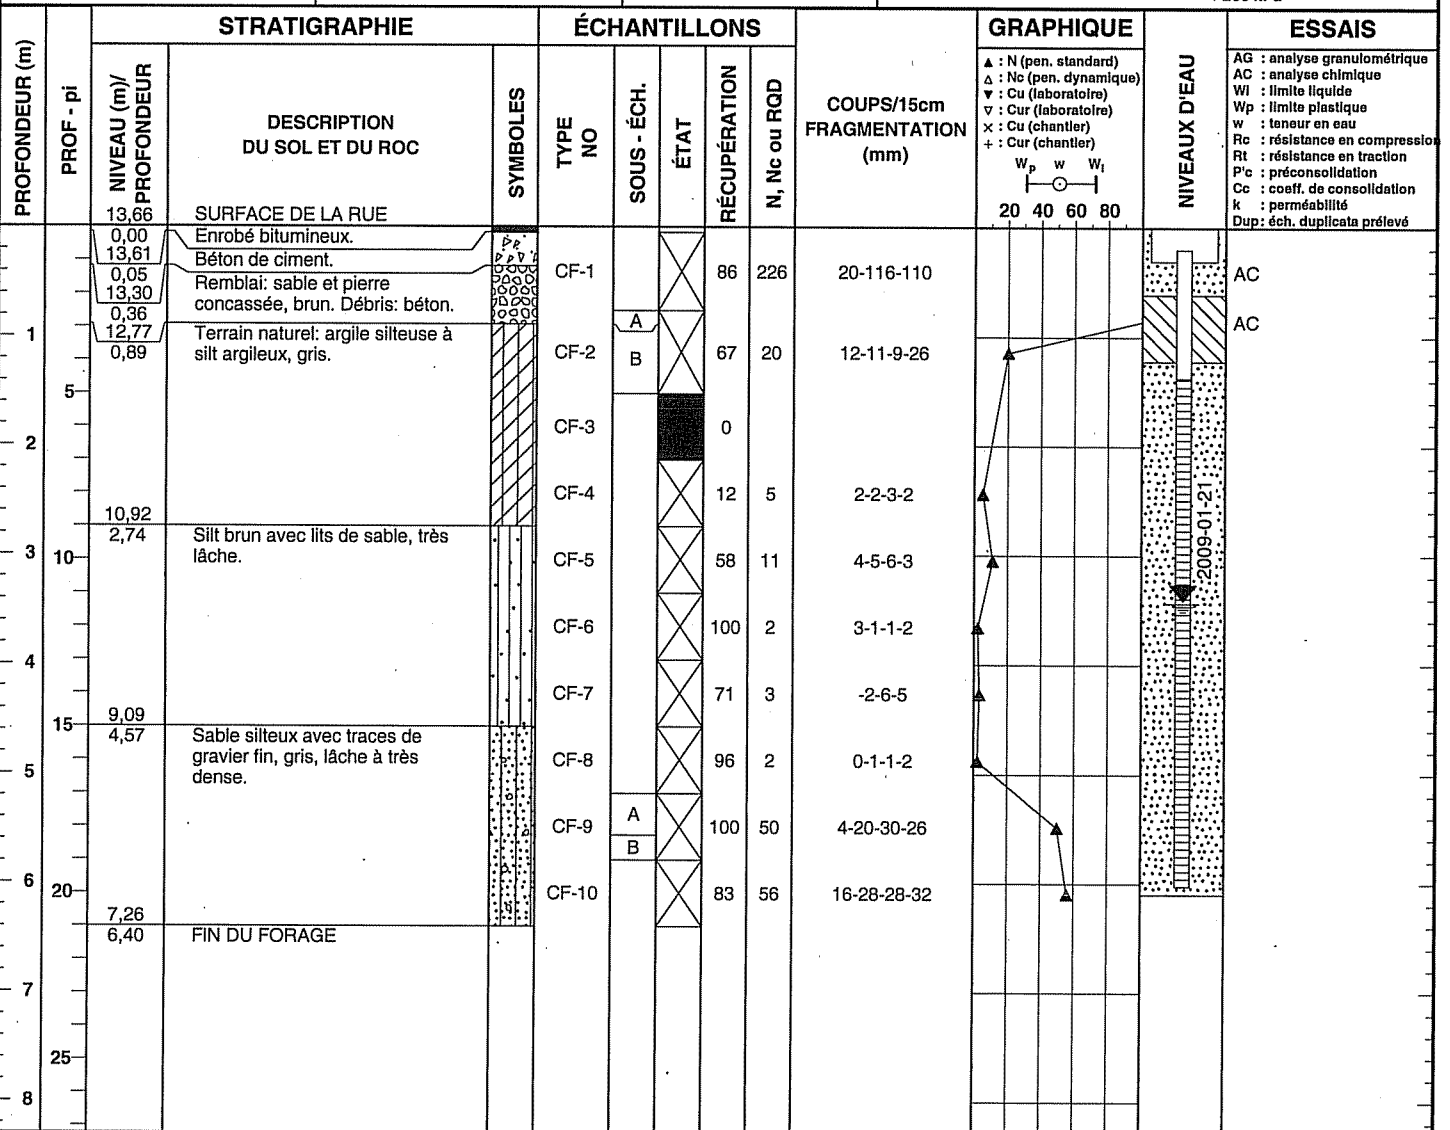 STRATIGRAPHIE
ÉCHANTILLONS
GRAPHIQUE
ESSAIS
PROFONDEUR (m)
PROF - pi
NIVEAU (m)/
PROFONDEUR
DESCRIPTION
DU SOL ET DU ROC
SYMBOLES
TYPE
NO
SOUS - ÉCH.
ÉTAT
RÉCUPÉRATION
N, Nc ou RQD
COUPS/15cm
FRAGMENTATION
(mm)
▲ : N (pen. standard)
△ : Nc (pen. dynamique)
▼ : Cu (laboratoire)
▽ : Cur (laboratoire)
× : Cu (chantier)
+ : Cur (chantier)
Wp w Wl
20 40 60 80
NIVEAUX D'EAU
AG : analyse granulométrique
AC : analyse chimique
Wl : limite liquide
Wp : limite plastique
w : teneur en eau
Rc : résistance en compression
Rt : résistance en traction
P'c : préconsolidation
Cc : coeff. de consolidation
k : perméabilité
Dup: éch. duplicata prélevé
13,66 SURFACE DE LA RUE
0,00 Enrobé bitumineux.
13,61 Béton de ciment.
0,05 Remblai: sable et pierre
13,30 concassée, brun. Débris: béton.
0,36
12,77 Terrain naturel: argile silteuse à
0,89 silt argileux, gris.
10,92
2,74 Silt brun avec lits de sable, très
lâche.
9,09
4,57 Sable silteux avec traces de
gravier fin, gris, lâche à très
dense.
7,26
6,40 FIN DU FORAGE
1
2
3
4
5
6
7
8
5
10
15
20
25
CF-1 86 226 20-116-110 AC
A AC
CF-2 B 67 20 12-11-9-26
CF-3 0
CF-4 12 5 2-2-3-2
CF-5 58 11 4-5-6-3
CF-6 100 2 3-1-1-2
CF-7 71 3 -2-6-5
CF-8 96 2 0-1-1-2
A
CF-9 100 50 4-20-30-26
B
CF-10 83 56 16-28-28-32
2009-01-21